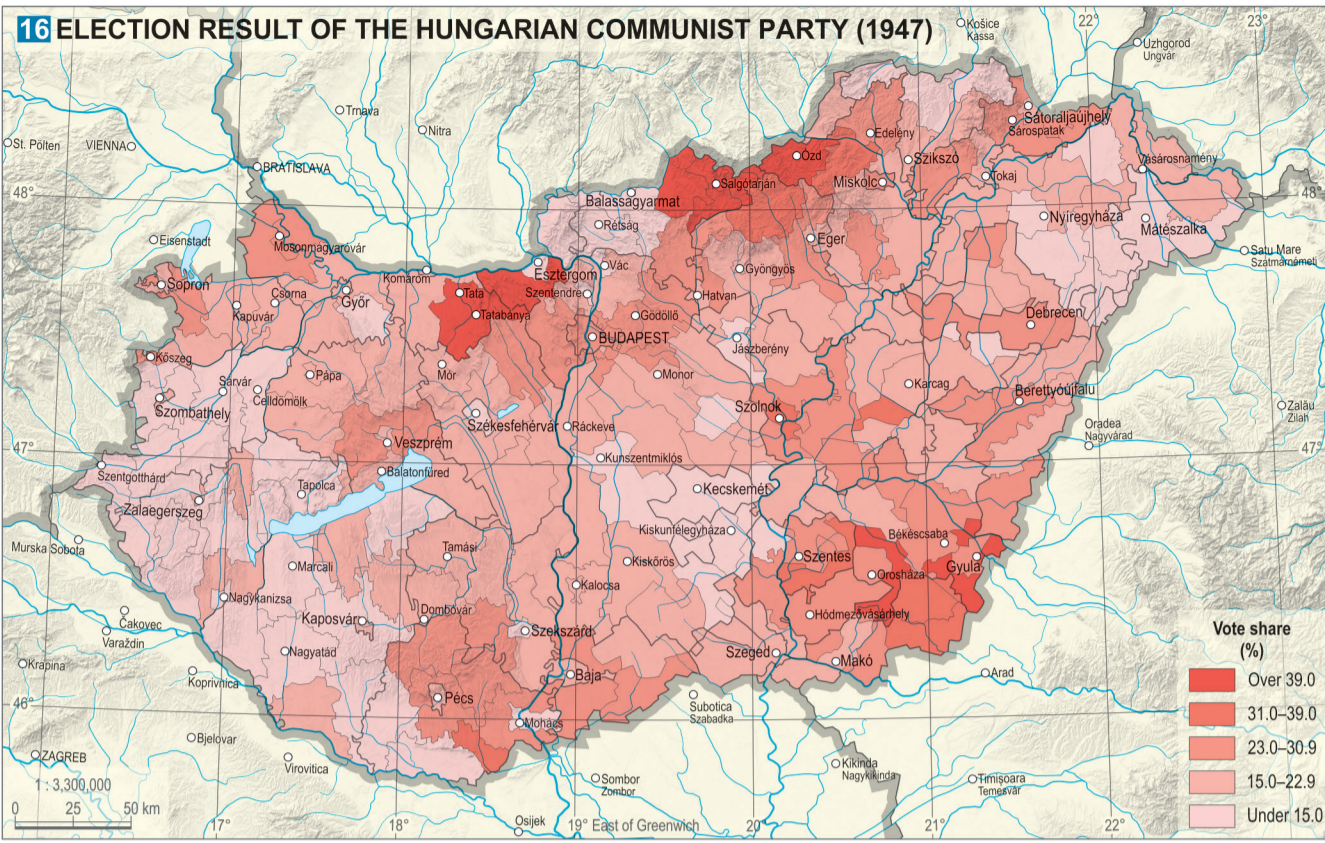 16 ELECTION RESULT OF THE HUNGARIAN COMMUNIST PARTY (1947)
Košice
Kassa
22°
23°
Uzhgorod
Ungvár
Trnava
Nitra
St. Pölten
VIENNA
BRATISLAVA
Sátoraljaújhely
Sárospatak
Edelény
Ózd
Szikszó
Vásárosnamény
Salgótarján
Miskolc
Tokaj
48°
48°
Balassagyarmat
Rétság
Nyíregyháza
Mátészalka
Eisenstadt
Mosonmagyaróvár
Eger
Satu Mare
Szatmárnémeti
Sopron
Komárom
Esztergom
Vác
Gyöngyös
Csorna
Győr
Tata
Szentendre
Hatvan
Kapuvár
Tatabánya
Gödöllő
Debrecen
BUDAPEST
Jászberény
Kőszeg
Mór
Pápa
Monor
Sárvár
Celldömölk
Karcag
Berettyóújfalu
Szombathely
Székesfehérvár
Szolnok
Zalău
Zilah
Ráckeve
Oradea
Nagyvárad
47°
47°
Veszprém
Kunszentmiklós
Szentgotthárd
Balatonfüred
Tapolca
Kecskemét
Zalaegerszeg
Kiskunfélegyháza
Békéscsaba
Murska Sobota
Tamási
Szentes
Gyula
Marcali
Kiskőrös
Orosháza
Nagykanizsa
Kalocsa
Čakovec
Kaposvár
Dombóvár
Hódmezővásárhely
Varaždin
Szekszárd
Nagyatád
Szeged
Makó
Krapina
Koprivnica
Baja
Arad
Pécs
Subotica
Szabadka
46°
46°
Mohács
Bjelovar
ZAGREB
Virovitica
Kikinda
Nagykikinda
Sombor
Zombor
Timişoara
Temesvár
Osijek
1 : 3,300,000
0 25 50 km
17°
18°
19° East of Greenwich
20°
21°
22°
Vote share
(%)
Over 39.0
31.0–39.0
23.0–30.9
15.0–22.9
Under 15.0